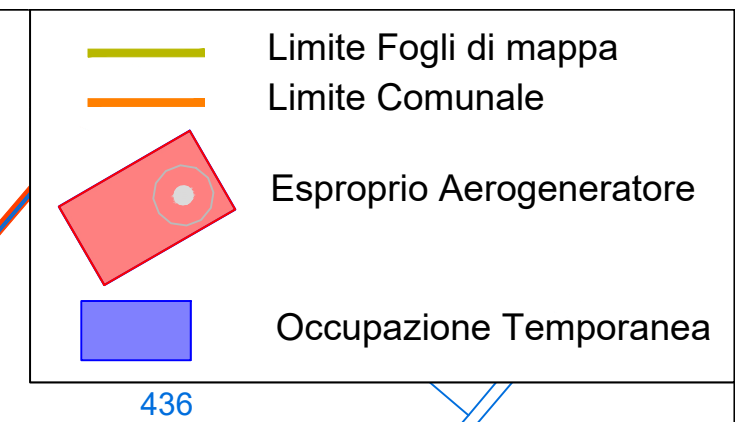 Limite Fogli di mappa
Limite Comunale
Esproprio Aerogeneratore
Occupazione Temporanea
436